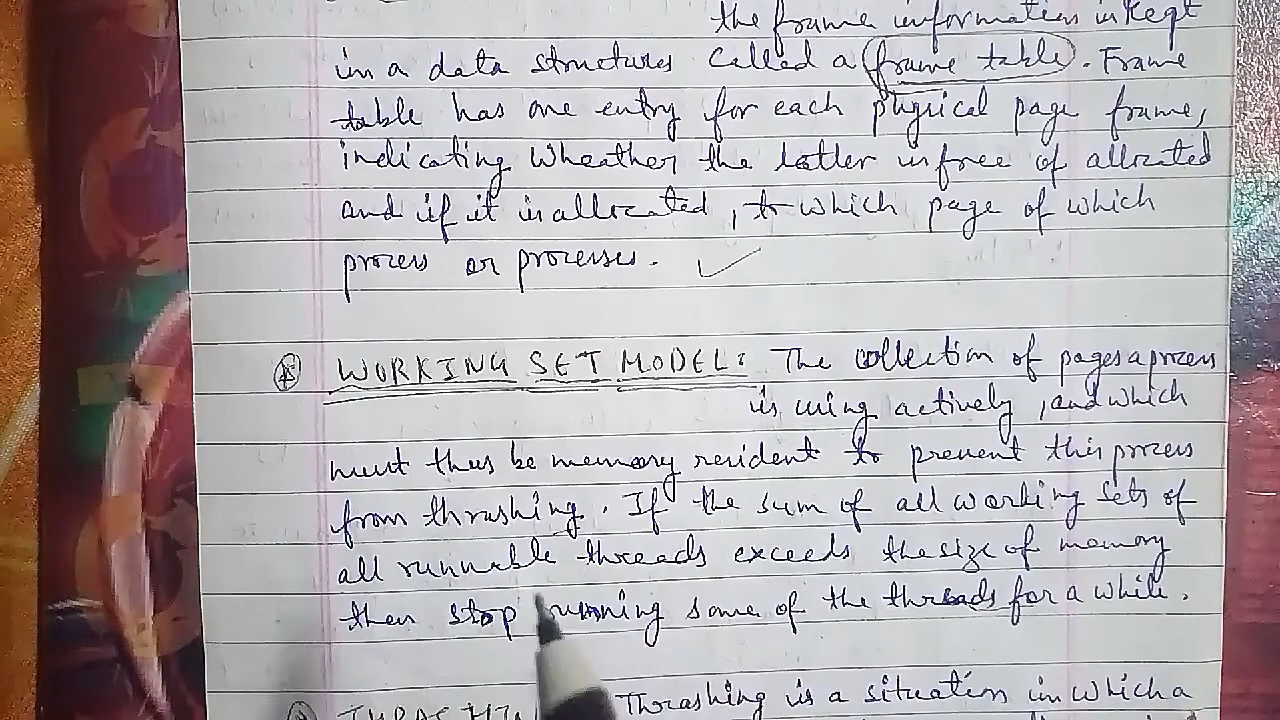 the frame information is kept
in a data structures called a frame table. Frame
table has one entry for each physical page frame,
indicating wheather the latter is free of allocated
and if it is allocated, to which page of which
process or processes.
WORKING SET MODEL: The collection of pages a process
is using actively, and which
must thus be memory resident to prevent this process
from thrashing. If the sum of all working sets of
all runnable threads exceeds the size of memory
then stop running some of the threads for a while.
Thrashing is a situation in which a